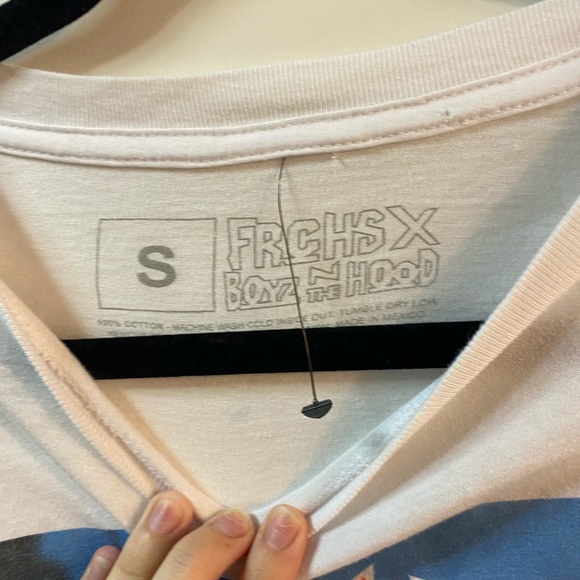 S
FRCHS X
BOYZ N THE HOOD
100% COTTON - MACHINE WASH COLD INSIDE OUT, TUMBLE DRY LOW
MADE IN MEXICO.